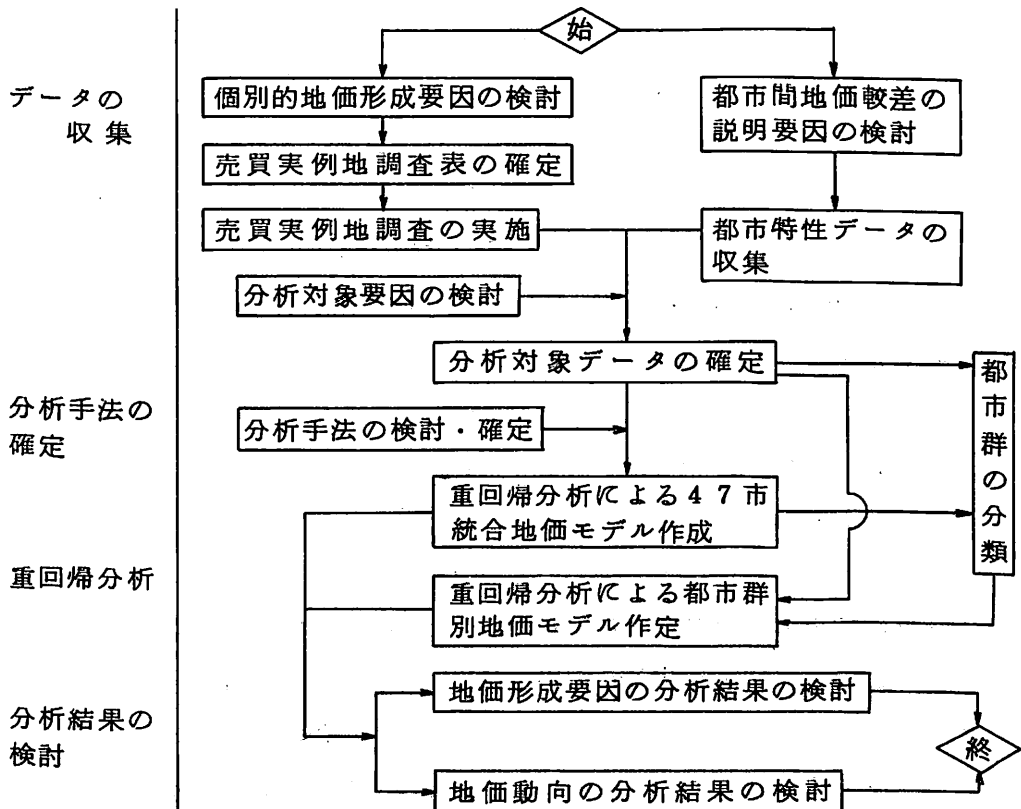 始
データの
収集
個別的地価形成要因の検討
都市間地価較差の
説明要因の検討
売買実例地調査表の確定
売買実例地調査の実施
都市特性データの
収集
分析対象要因の検討
分析対象データの確定
都市群の分類
分析手法の
確定
分析手法の検討・確定
重回帰分析による47市
統合地価モデル作成
重回帰分析
重回帰分析による都市群
別地価モデル作定
分析結果の
検討
地価形成要因の分析結果の検討
終
地価動向の分析結果の検討